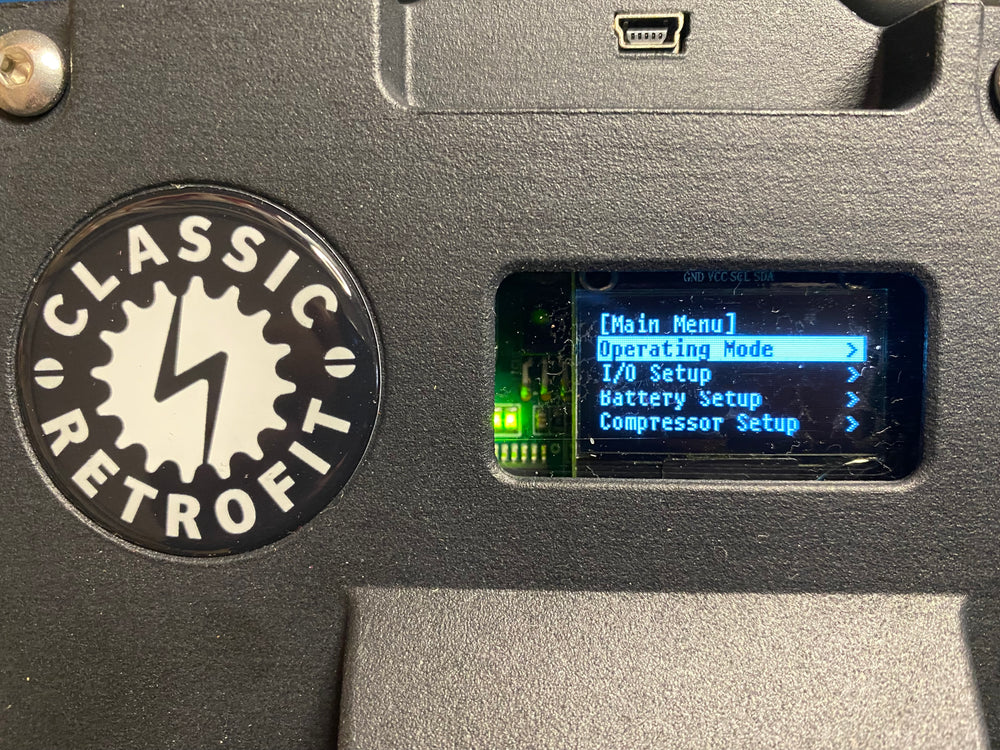 CLASSIC
RETROFIT
GND VCC SCL SDA
[Main Menu]
Operating Mode >
I/O Setup >
Battery Setup >
Compressor Setup >